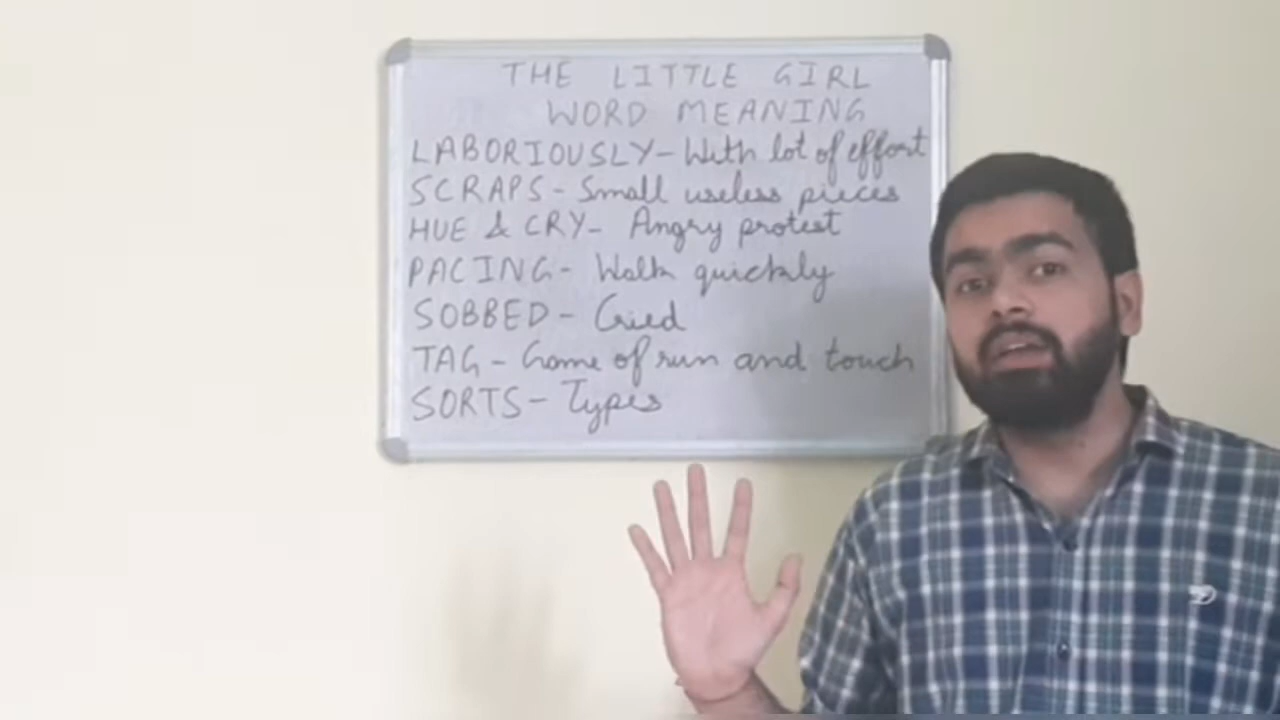 THE LITTLE GIRL
WORD MEANING
LABORIOUSLY - With lot of effort
SCRAPS - Small useless pieces
HUE & CRY - Angry protest
PACING - Walk quickly
SOBBED - Cried
TAG - Game of run and touch
SORTS - Types